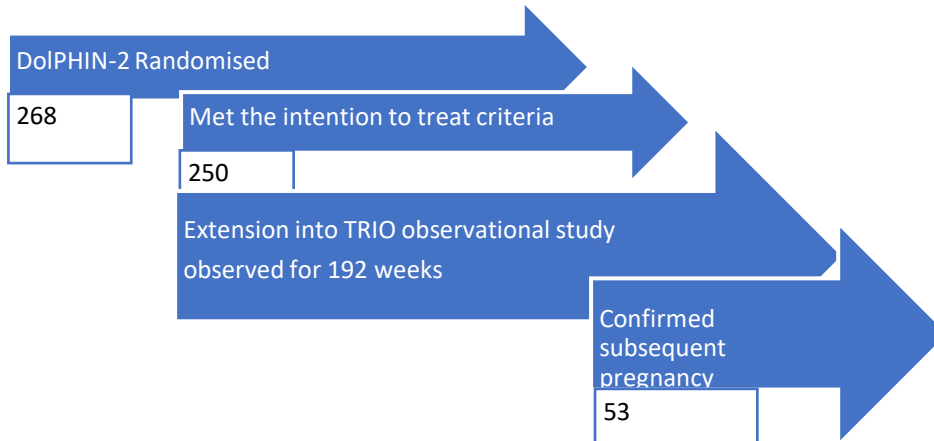 DolPHIN-2 Randomised
268
Met the intention to treat criteria
250
Extension into TRIO observational study
observed for 192 weeks
Confirmed
subsequent
pregnancy
53